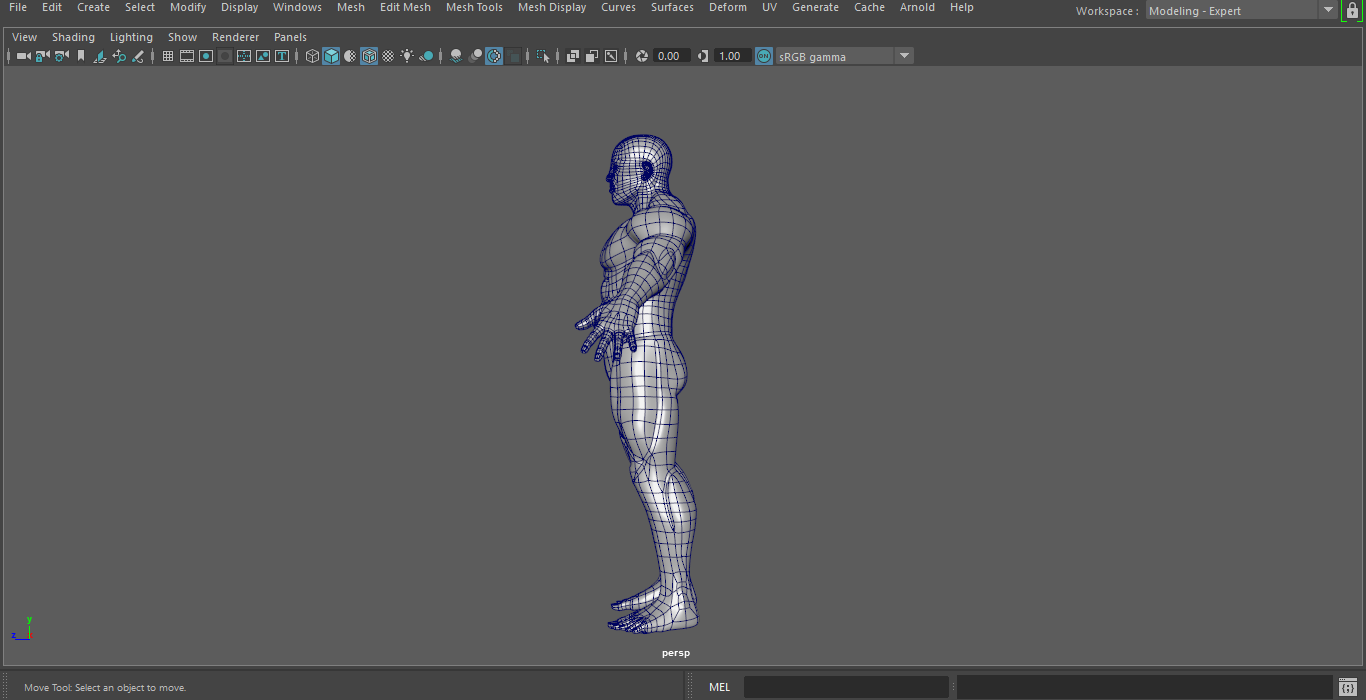 File Edit Create Select Modify Display Windows Mesh Edit Mesh Mesh Tools Mesh Display Curves Surfaces Deform UV Generate Cache Arnold Help Workspace : Modeling - Expert
View Shading Lighting Show Renderer Panels
0.00 1.00 ON sRGB gamma
y
z
persp
Move Tool: Select an object to move. MEL